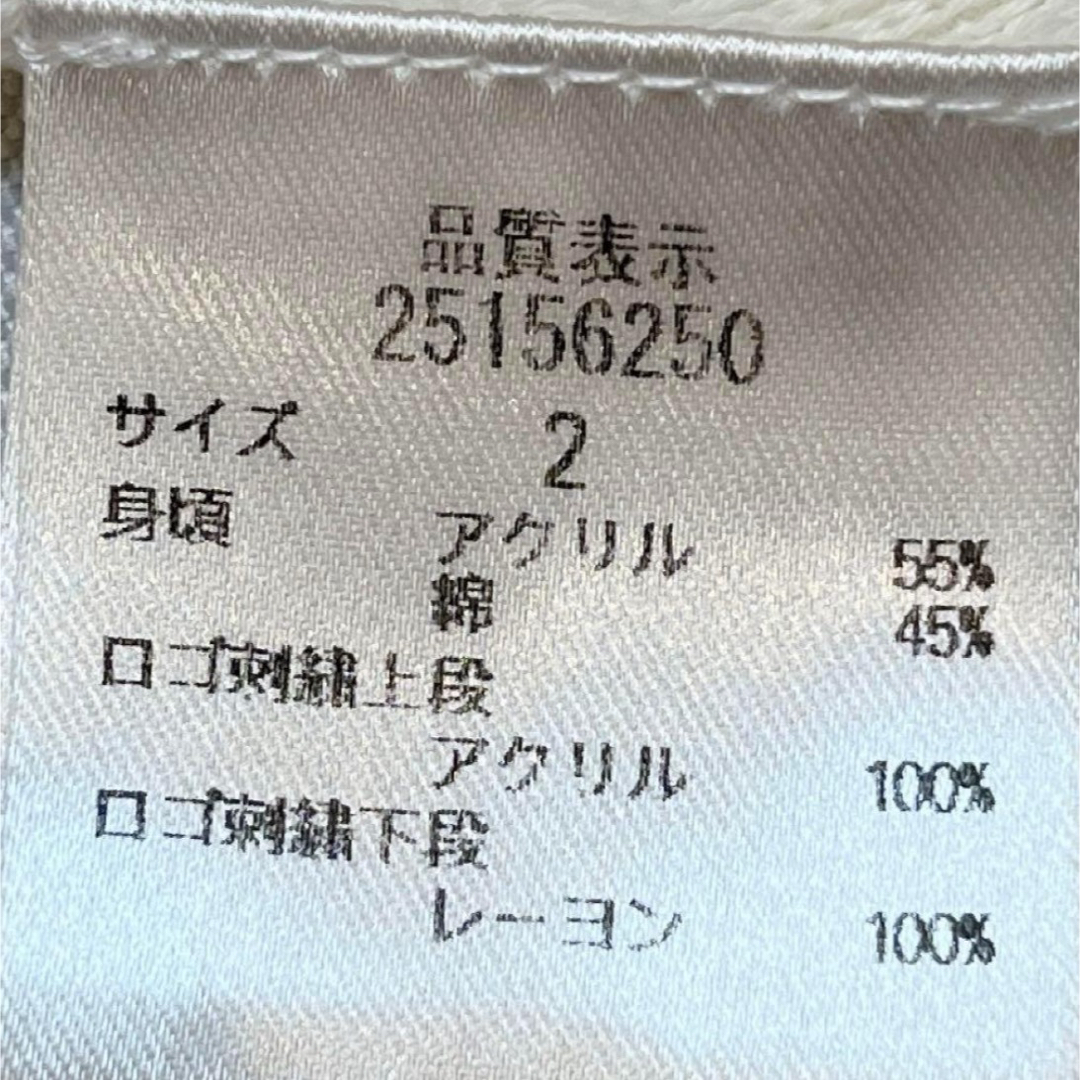 品質表示
25156250
サイズ 2
身頃 アクリル 55%
綿 45%
ロゴ刺繍上段
アクリル 100%
ロゴ刺繍下段
レーヨン 100%